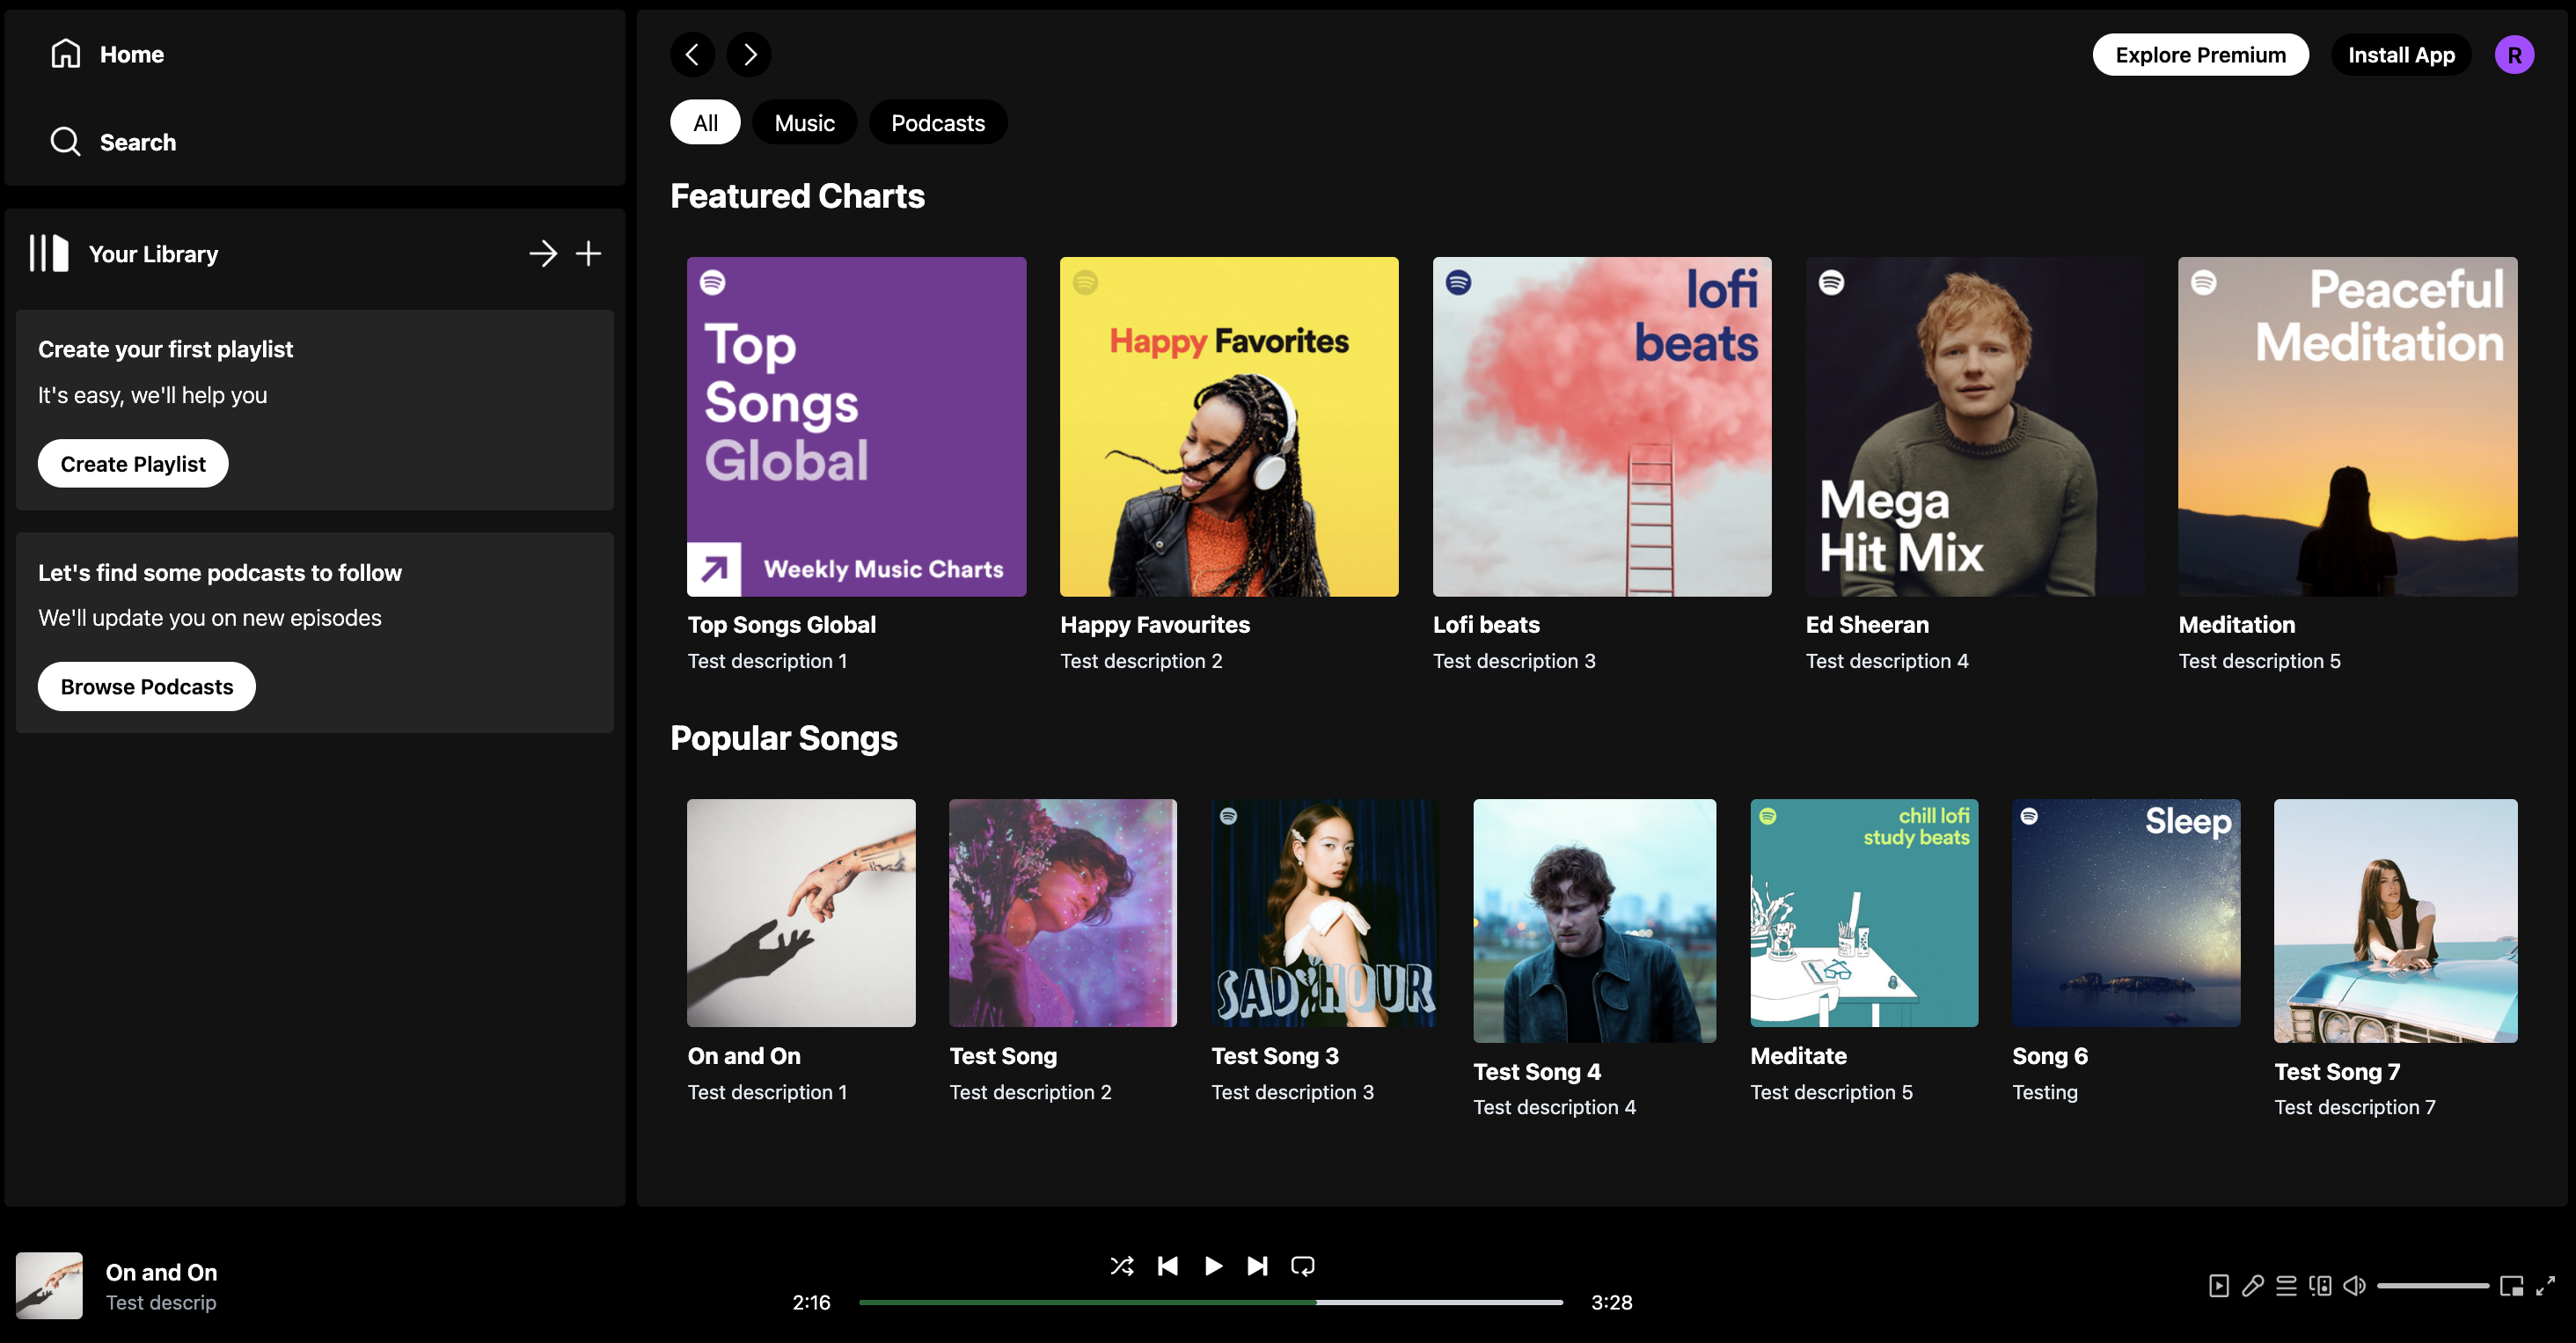 Home
Search
Your Library
Create your first playlist
It's easy, we'll help you
Create Playlist
Let's find some podcasts to follow
We'll update you on new episodes
Browse Podcasts
Explore Premium
Install App
R
All
Music
Podcasts
Featured Charts
Top
Songs
Global
Weekly Music Charts
Top Songs Global
Test description 1
Happy Favorites
Happy Favourites
Test description 2
lofi
beats
Lofi beats
Test description 3
Mega
Hit Mix
Ed Sheeran
Test description 4
Peaceful
Meditation
Meditation
Test description 5
Popular Songs
On and On
Test description 1
Test Song
Test description 2
SAD HOUR
Test Song 3
Test description 3
Test Song 4
Test description 4
chill lofi
study beats
Meditate
Test description 5
Sleep
Song 6
Testing
Test Song 7
Test description 7
On and On
Test descrip
2:16
3:28